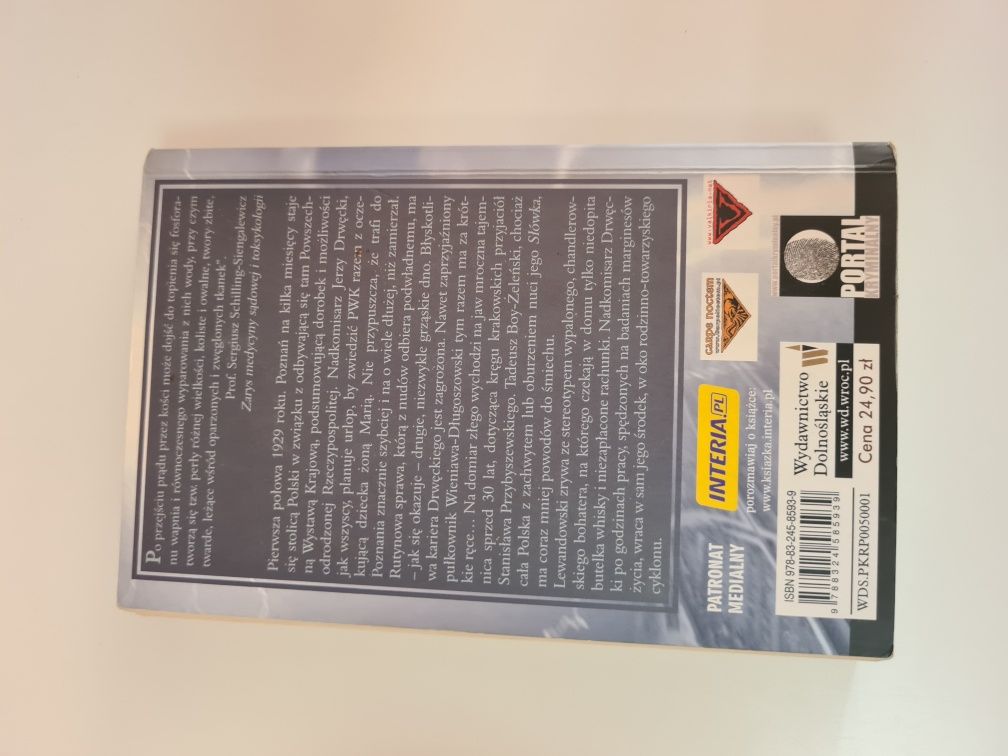 Po przejściu prądu przez kości może dojść do topienia się fosfora-
nu wapnia i równoczesnego wyparowania z nich wody, przy czym
tworzą się tzw. perły różnej wielkości, koliste i owalne, twory zbite,
twarde, leżące wśród oparzonych i zwęglonych tkanek".
Prof. Sergiusz Schilling-Siengalewicz
Zarys medycyny sądowej i toksykologii
Pierwsza połowa 1929 roku. Poznań na kilka miesięcy staje
się stolicą Polski w związku z odbywającą się tam Powszech-
ną Wystawą Krajową, podsumowującą dorobek i możliwości
odrodzonej Rzeczypospolitej. Nadkomisarz Jerzy Drwęcki,
jak wszyscy, planuje urlop, by zwiedzić PWK razem z ocze-
kującą dziecka żoną Marią. Nie przypuszcza, że trafi do
Poznania znacznie szybciej i na o wiele dłużej, niż zamierzał.
Rutynowa sprawa, którą z nudów odbiera podwładnemu, ma
– jak się okazuje – drugie, niezwykle grząskie dno. Błyskotli-
wa kariera Drwęckiego jest zagrożona. Nawet zaprzyjaźniony
pułkownik Wieniawa-Długoszowski tym razem ma za krót-
kie ręce... Na domiar złego wychodzi na jaw mroczna tajem-
nica sprzed 30 lat, dotycząca kręgu krakowskich przyjaciół
Stanisława Przybyszewskiego. Tadeusz Boy-Żeleński, chociaż
cała Polska z zachwytem lub oburzeniem nuci jego Słówka,
ma coraz mniej powodów do śmiechu.
Lewandowski zrywa ze stereotypem wypalonego, chandlerow-
skiego bohatera, na którego czekają w domu tylko niedopita
butelka whisky i niezapłacone rachunki. Nadkomisarz Drwęc-
ki po godzinach pracy, spędzonych na badaniach marginesów
życia, wraca w sam jego środek, w oko rodzinno-towarzyskiego
cyklonu.
PATRONAT
MEDIALNY
INTERIA.PL
porozmawiaj o książce:
www.ksiazka.interia.pl
carpe noctem
www.carpenoctem.pl
www.valkiria.net
PORTAL
KRYMINALNY
ISBN 978-83-245-8593-9
9 788324 585939
WDS.PKRP0050001
Wydawnictwo
Dolnośląskie
www.wd.wroc.pl
Cena 24,90 zł